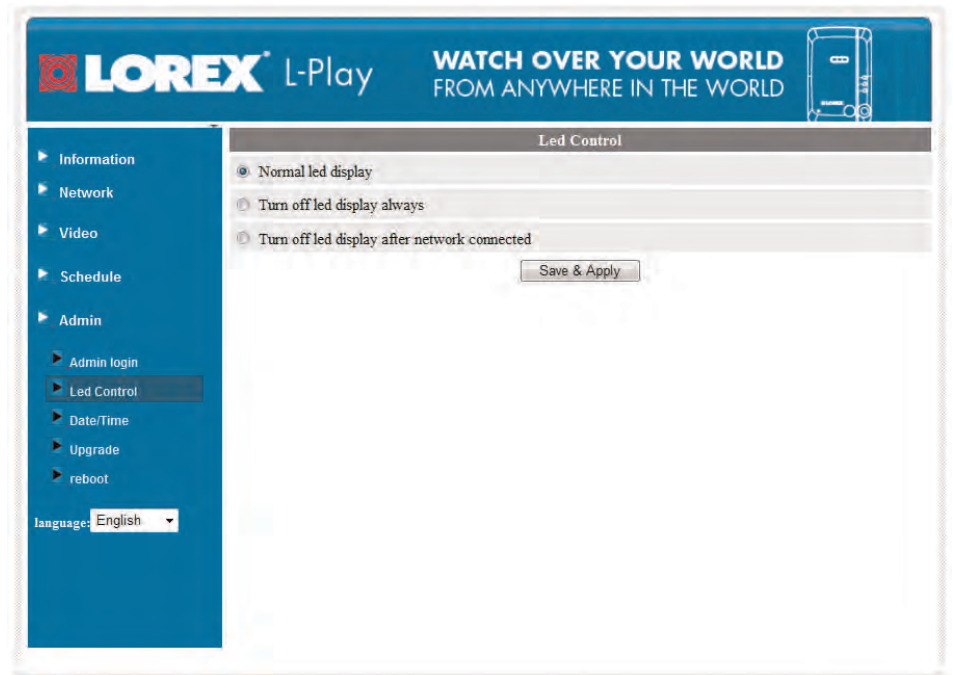 LOREX L-Play
WATCH OVER YOUR WORLD
FROM ANYWHERE IN THE WORLD
Information
Network
Video
Schedule
Admin
Admin login
Led Control
Date/Time
Upgrade
reboot
language: English
Led Control
Normal led display
Turn off led display always
Turn off led display after network connected
Save & Apply